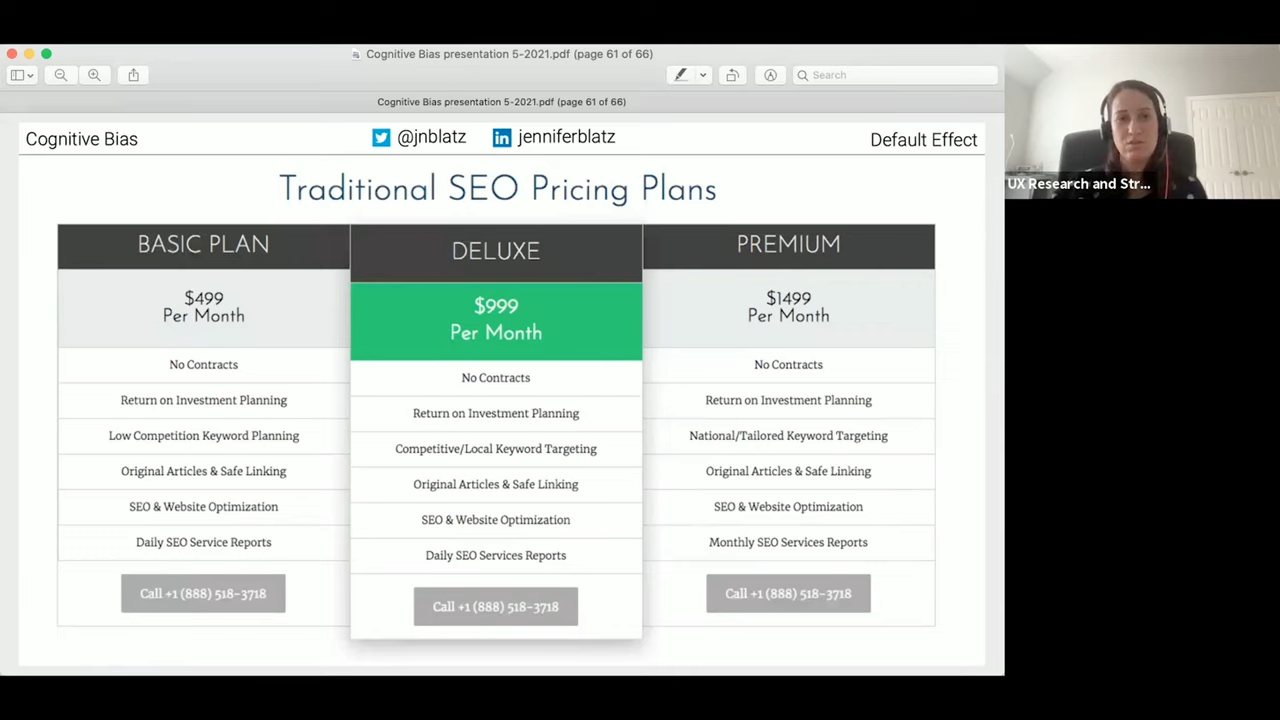 Cognitive Bias presentation 5-2021.pdf (page 61 of 66)
Search
Cognitive Bias presentation 5-2021.pdf (page 61 of 66)
Cognitive Bias
@jnblatz
jenniferblatz
Default Effect
UX Research and Str...
Traditional SEO Pricing Plans
BASIC PLAN
$499
Per Month
No Contracts
Return on Investment Planning
Low Competition Keyword Planning
Original Articles & Safe Linking
SEO & Website Optimization
Daily SEO Service Reports
Call +1 (888) 518-3718
DELUXE
$999
Per Month
No Contracts
Return on Investment Planning
Competitive/Local Keyword Targeting
Original Articles & Safe Linking
SEO & Website Optimization
Daily SEO Services Reports
Call +1 (888) 518-3718
PREMIUM
$1499
Per Month
No Contracts
Return on Investment Planning
National/Tailored Keyword Targeting
Original Articles & Safe Linking
SEO & Website Optimization
Monthly SEO Services Reports
Call +1 (888) 518-3718